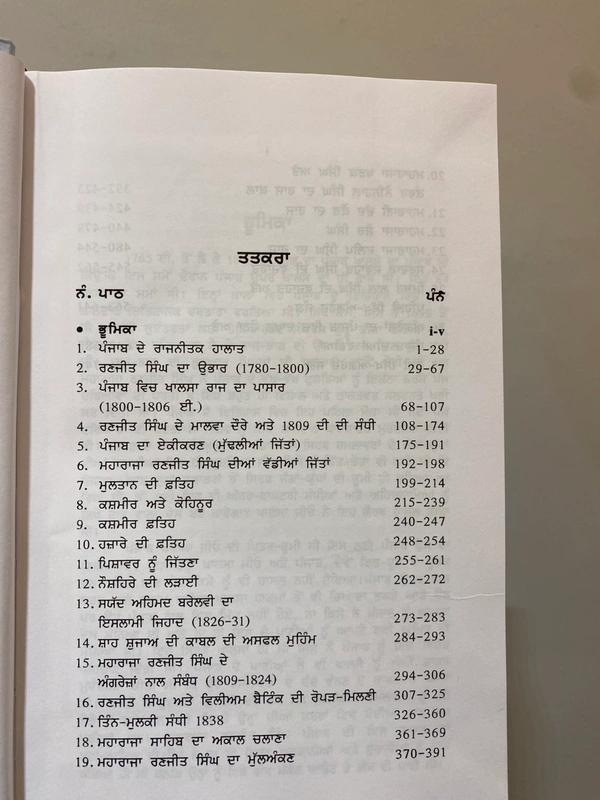 ਤਤਕਰਾ
ਨੰ. ਪਾਠ ਪੰਨੇ
• ਭੂਮਿਕਾ i-v
1. ਪੰਜਾਬ ਦੇ ਰਾਜਨੀਤਕ ਹਾਲਾਤ 1-28
2. ਰਣਜੀਤ ਸਿੰਘ ਦਾ ਉਭਾਰ (1780-1800) 29-67
3. ਪੰਜਾਬ ਵਿਚ ਖਾਲਸਾ ਰਾਜ ਦਾ ਪਾਸਾਰ
(1800-1806 ਈ.) 68-107
4. ਰਣਜੀਤ ਸਿੰਘ ਦੇ ਮਾਲਵਾ ਦੌਰੇ ਅਤੇ 1809 ਦੀ ਦੀ ਸੰਧੀ 108-174
5. ਪੰਜਾਬ ਦਾ ਏਕੀਕਰਣ (ਮੁੱਢਲੀਆਂ ਜਿੱਤਾਂ) 175-191
6. ਮਹਾਰਾਜਾ ਰਣਜੀਤ ਸਿੰਘ ਦੀਆਂ ਵੱਡੀਆਂ ਜਿੱਤਾਂ 192-198
7. ਮੁਲਤਾਨ ਦੀ ਫ਼ਤਿਹ 199-214
8. ਕਸ਼ਮੀਰ ਅਤੇ ਕੋਹਿਨੂਰ 215-239
9. ਕਸ਼ਮੀਰ ਫ਼ਤਿਹ 240-247
10. ਹਜ਼ਾਰੇ ਦੀ ਫ਼ਤਿਹ 248-254
11. ਪਿਸ਼ਾਵਰ ਨੂੰ ਜਿੱਤਣਾ 255-261
12. ਨੌਸ਼ਹਿਰੇ ਦੀ ਲੜਾਈ 262-272
13. ਸਯੱਦ ਅਹਿਮਦ ਬਰੇਲਵੀ ਦਾ
ਇਸਲਾਮੀ ਜਿਹਾਦ (1826-31) 273-283
14. ਸ਼ਾਹ ਸ਼ੁਜਾਅ ਦੀ ਕਾਬਲ ਦੀ ਅਸਫਲ ਮੁਹਿੰਮ 284-293
15. ਮਹਾਰਾਜਾ ਰਣਜੀਤ ਸਿੰਘ ਦੇ
ਅੰਗਰੇਜ਼ਾਂ ਨਾਲ ਸੰਬੰਧ (1809-1824) 294-306
16. ਰਣਜੀਤ ਸਿੰਘ ਅਤੇ ਵਿਲੀਅਮ ਬੈਟਿੰਕ ਦੀ ਰੋਪੜ-ਮਿਲਣੀ 307-325
17. ਤਿੰਨ-ਮੁਲਕੀ ਸੰਧੀ 1838 326-360
18. ਮਹਾਰਾਜਾ ਸਾਹਿਬ ਦਾ ਅਕਾਲ ਚਲਾਣਾ 361-369
19. ਮਹਾਰਾਜਾ ਰਣਜੀਤ ਸਿੰਘ ਦਾ ਮੁੱਲਅੰਕਣ 370-391